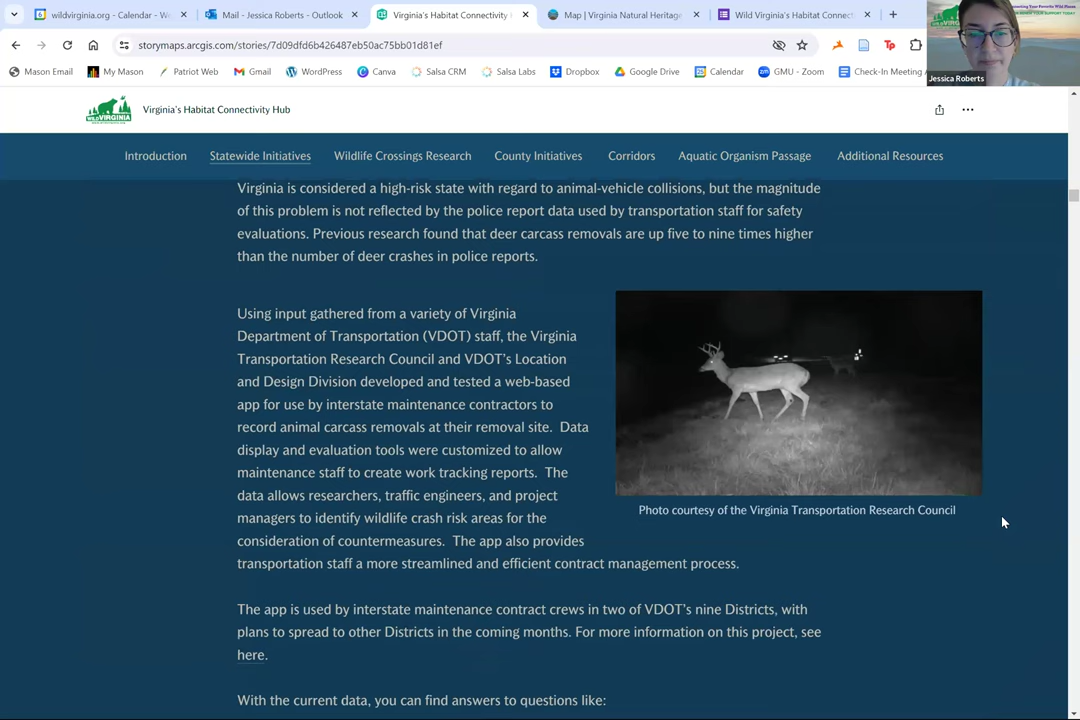 wildvirginia.org - Calendar - We
Mail - Jessica Roberts - Outlook
Virginia's Habitat Connectivity
Map | Virginia Natural Heritage
Wild Virginia's Habitat Connect
storymaps.arcgis.com/stories/7d09dfd6b426487eb50ac75bb01d81ef
Mason Email
My Mason
Patriot Web
Gmail
WordPress
Canva
Salsa CRM
Salsa Labs
Dropbox
Google Drive
Calendar
GMU - Zoom
Check-In Meeting
Jessica Roberts
WILD VIRGINIA
Virginia's Habitat Connectivity Hub
Introduction
Statewide Initiatives
Wildlife Crossings Research
County Initiatives
Corridors
Aquatic Organism Passage
Additional Resources
Virginia is considered a high-risk state with regard to animal-vehicle collisions, but the magnitude
of this problem is not reflected by the police report data used by transportation staff for safety
evaluations. Previous research found that deer carcass removals are up five to nine times higher
than the number of deer crashes in police reports.
Using input gathered from a variety of Virginia
Department of Transportation (VDOT) staff, the Virginia
Transportation Research Council and VDOT's Location
and Design Division developed and tested a web-based
app for use by interstate maintenance contractors to
record animal carcass removals at their removal site. Data
display and evaluation tools were customized to allow
maintenance staff to create work tracking reports. The
data allows researchers, traffic engineers, and project
managers to identify wildlife crash risk areas for the
consideration of countermeasures. The app also provides
transportation staff a more streamlined and efficient contract management process.
Photo courtesy of the Virginia Transportation Research Council
The app is used by interstate maintenance contract crews in two of VDOT's nine Districts, with
plans to spread to other Districts in the coming months. For more information on this project, see
here.
With the current data, you can find answers to questions like: